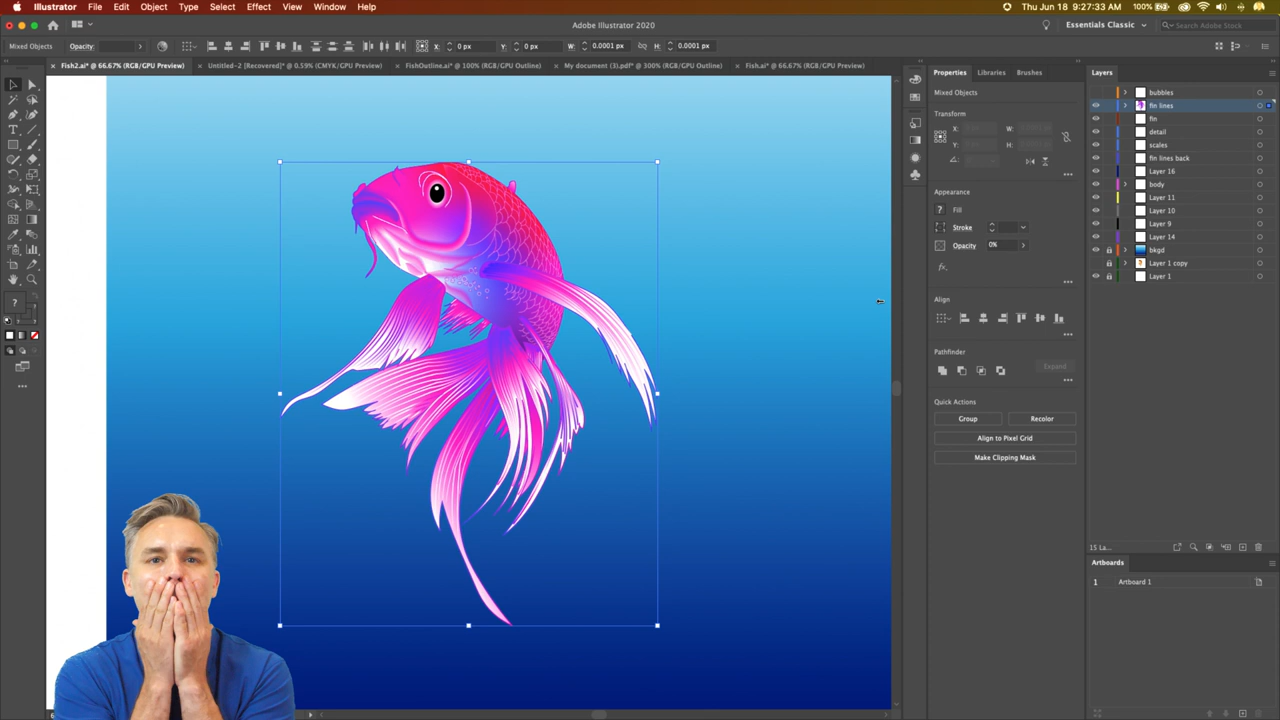 Illustrator File Edit Object Type Select Effect View Window Help
100% Thu Jun 18 9:27:33 AM
Adobe Illustrator 2020
Essentials Classic
Search Adobe Stock
Mixed Objects Opacity: X: 0 px Y: 0 px W: 0.0001 px H: 0.0001 px
× Fish2.ai* @ 66.67% (RGB/GPU Preview) × Untitled-2 [Recovered]* @ 0.59% (CMYK/GPU Preview) × FishOutline.ai* @ 100% (RGB/GPU Outline) × My document (3).pdf* @ 300% (RGB/GPU Outline) × Fish.ai* @ 66.67% (RGB/GPU Preview)
Properties Libraries Brushes
Mixed Objects
Transform
X: W:
Y: H:
Appearance
? Fill
Stroke
Opacity 0%
fx.
Align
Pathfinder
Expand
Quick Actions
Group Recolor
Align to Pixel Grid
Make Clipping Mask
Layers
bubbles
fin lines
fin
detail
scales
fin lines back
Layer 16
body
Layer 11
Layer 10
Layer 9
Layer 14
bkgd
Layer 1 copy
Layer 1
15 La...
Artboards
1 Artboard 1
?